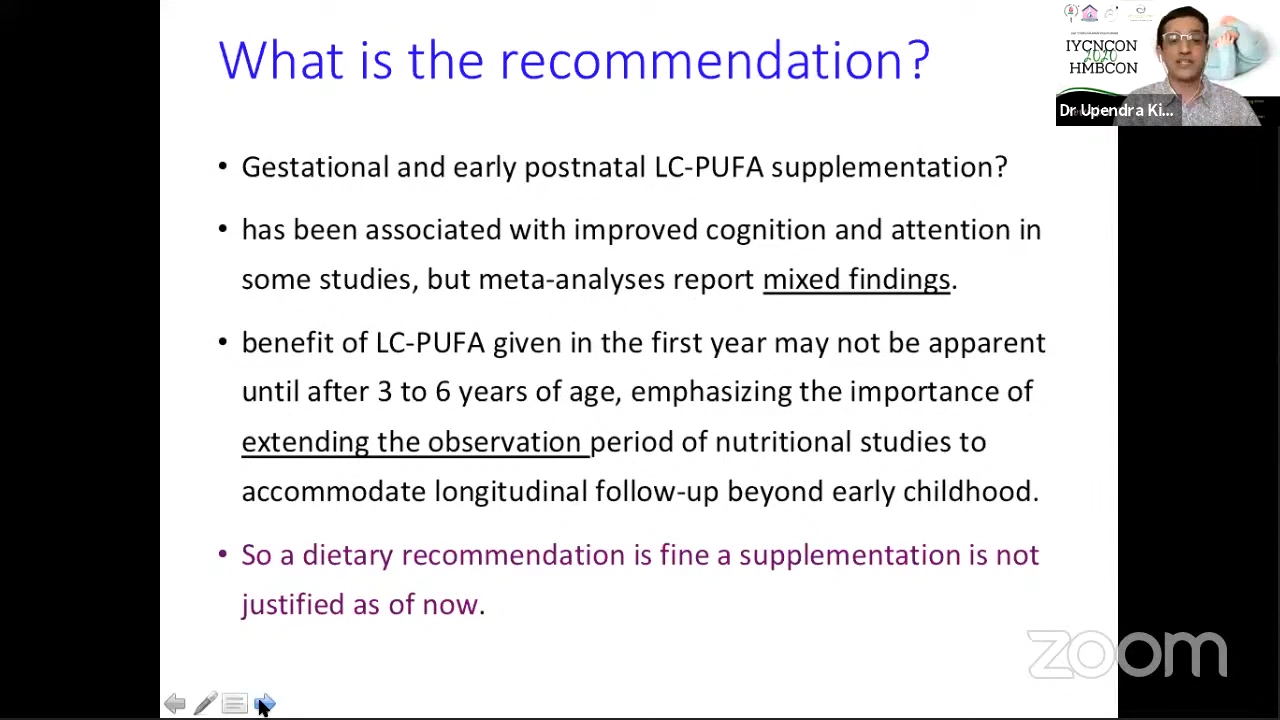 What is the recommendation?
IYCNCON
2020
HMBCON
Dr Upendra Ki...
• Gestational and early postnatal LC-PUFA supplementation?
• has been associated with improved cognition and attention in
some studies, but meta-analyses report mixed findings.
• benefit of LC-PUFA given in the first year may not be apparent
until after 3 to 6 years of age, emphasizing the importance of
extending the observation period of nutritional studies to
accommodate longitudinal follow-up beyond early childhood.
• So a dietary recommendation is fine a supplementation is not
justified as of now.
zoom